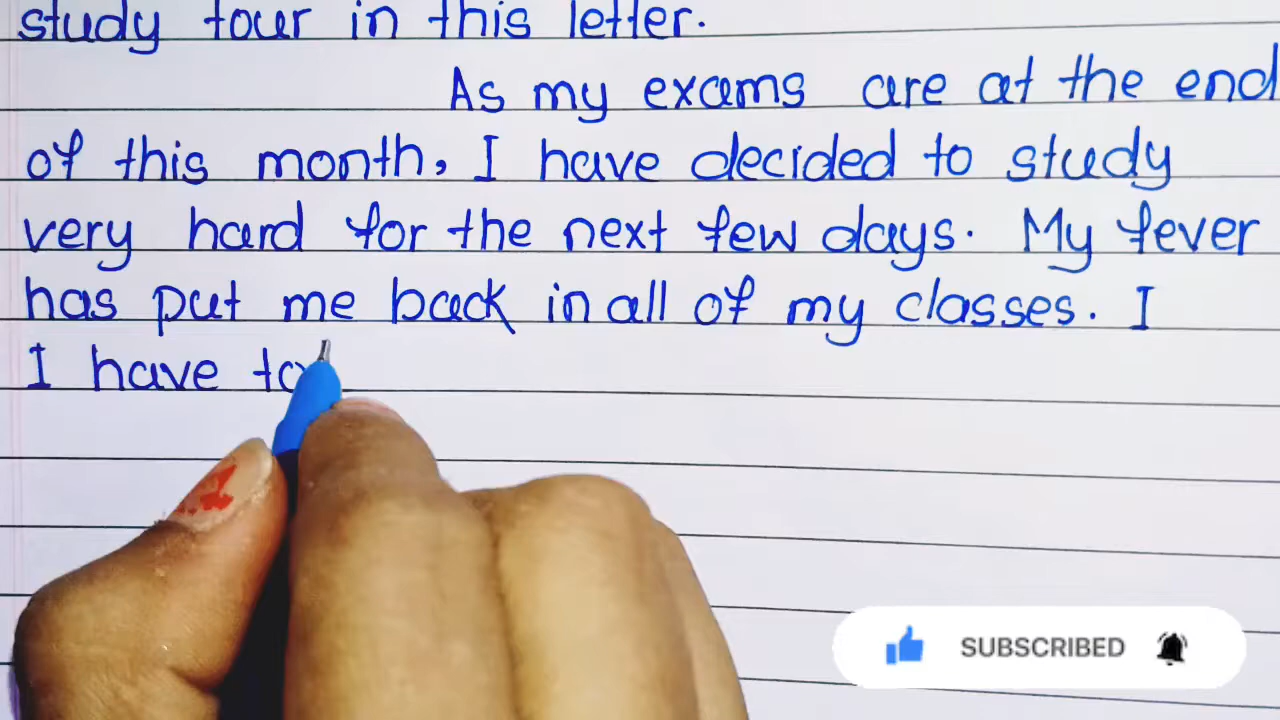 study tour in this letter.
As my exams are at the end
of this month, I have decided to study
very hard for the next few days. My fever
has put me back in all of my classes. I
I have to
SUBSCRIBED